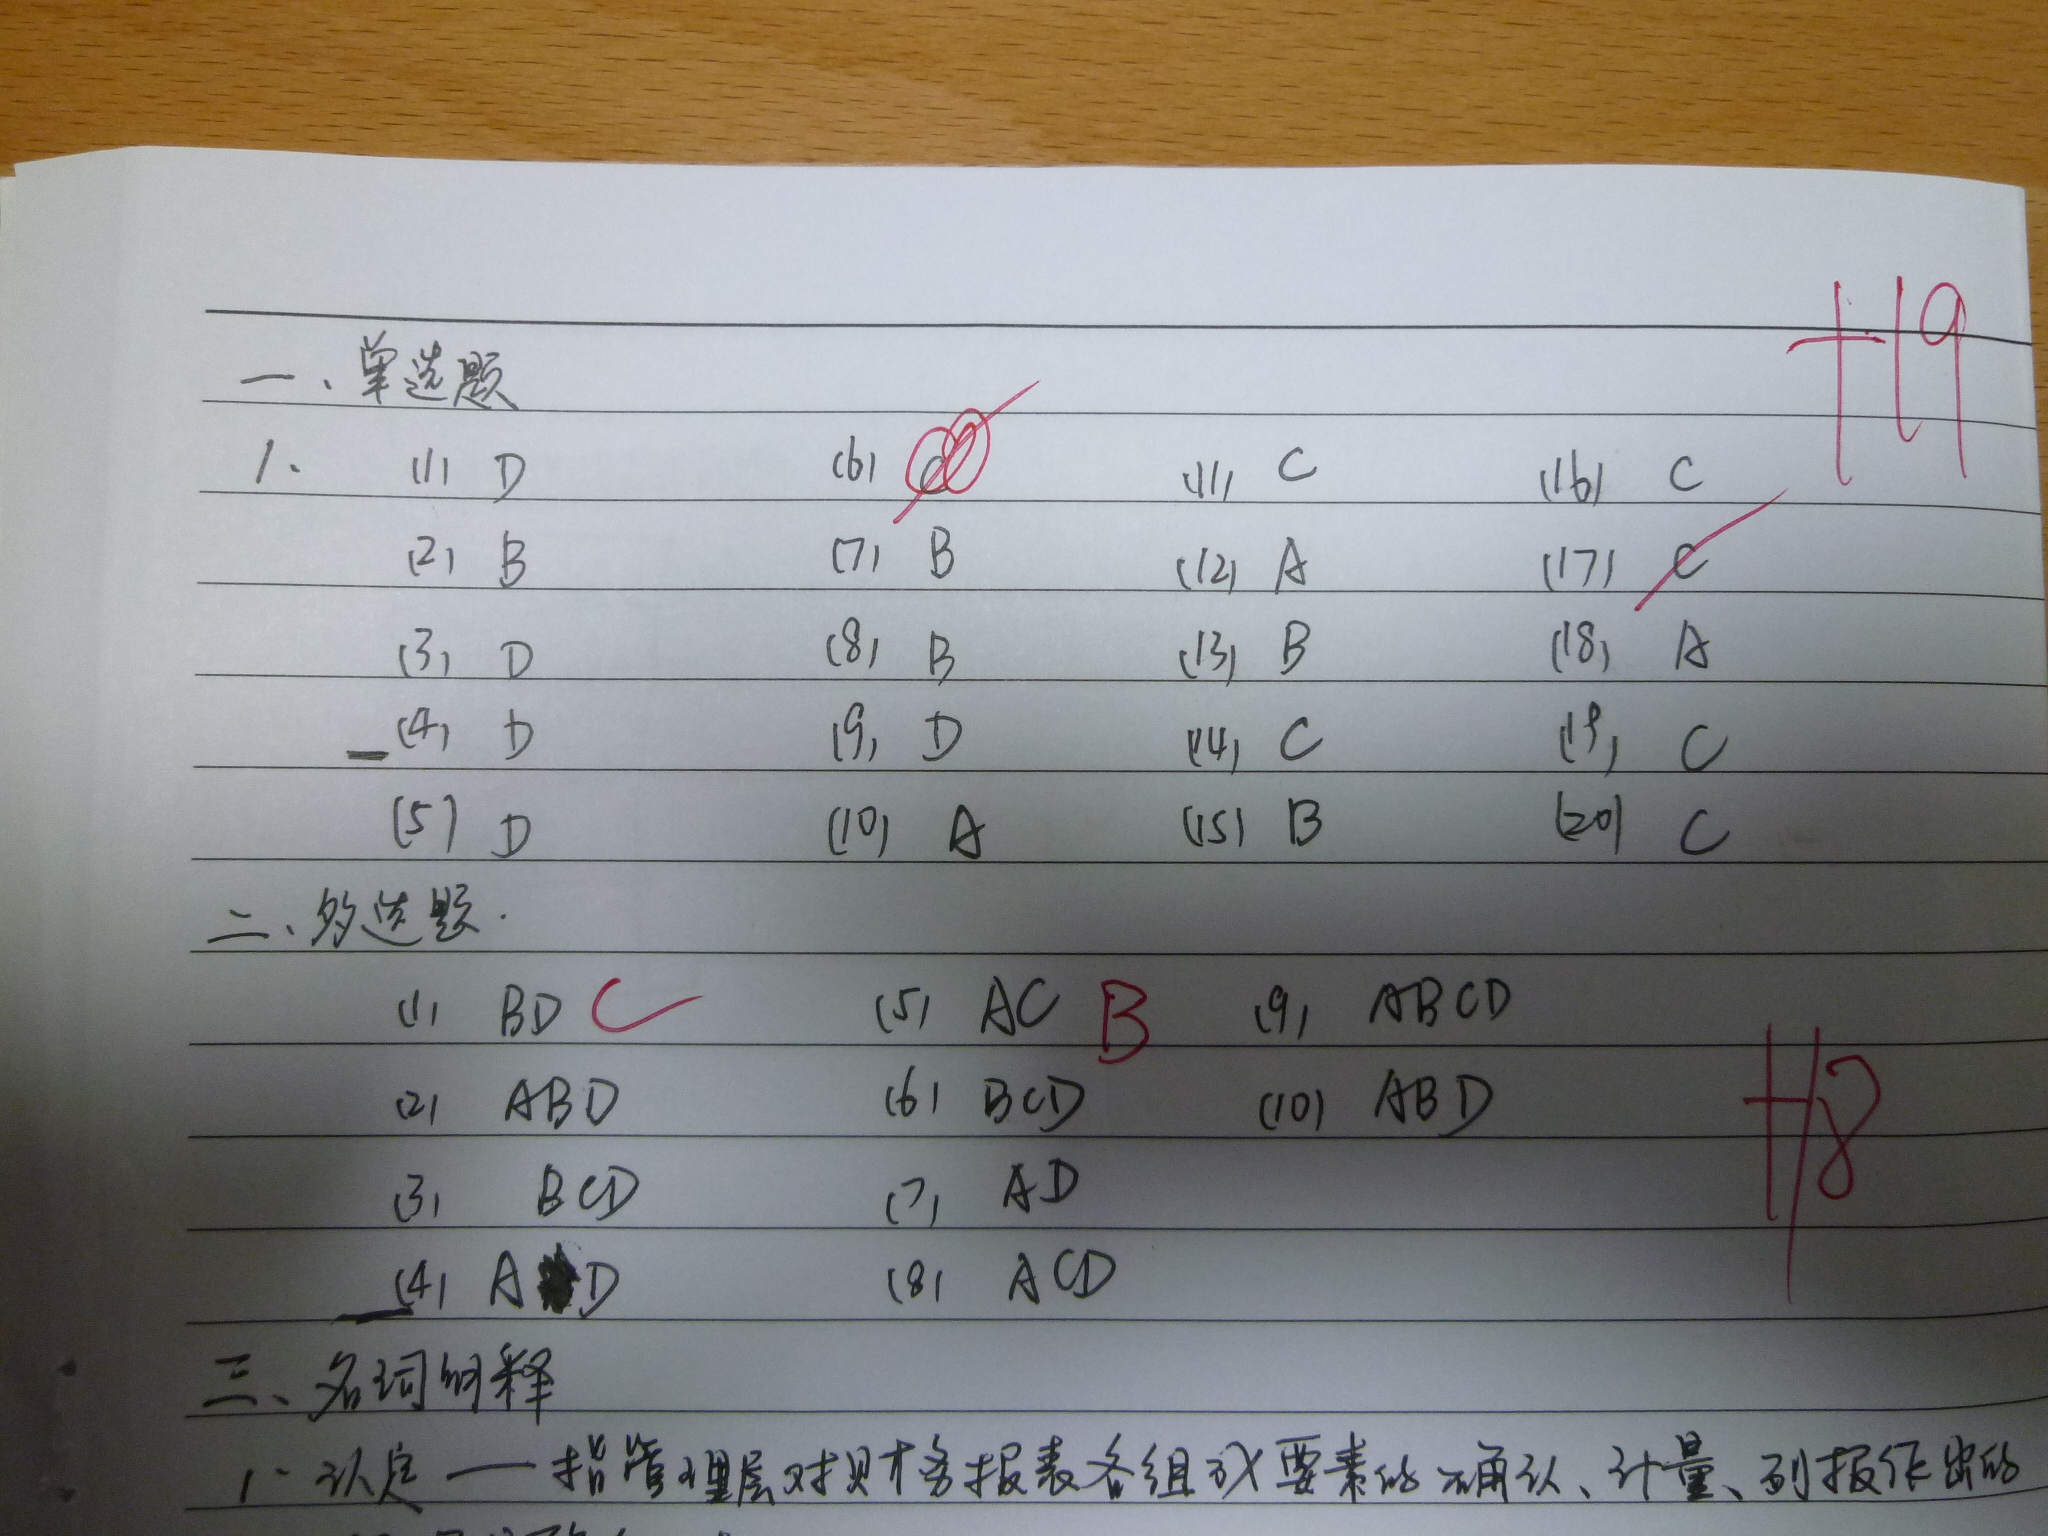 +19
一、单选题
1. (1) D (6) C (11) C (16) C
(2) B (7) B (12) A (17) C
(3) D (8) B (13) B (18) A
(4) D (9) D (14) C (19) C
(5) D (10) A (15) B (20) C
二、多选题.
(1) BD C (5) AC B (9) ABCD
(2) ABD (6) BCD (10) ABD
+18
(3) BCD (7) AD
(4) A D (8) ACD
三、名词解释
1. 认定——指管理层对财务报表各组成要素的确认、计量、列报作出的